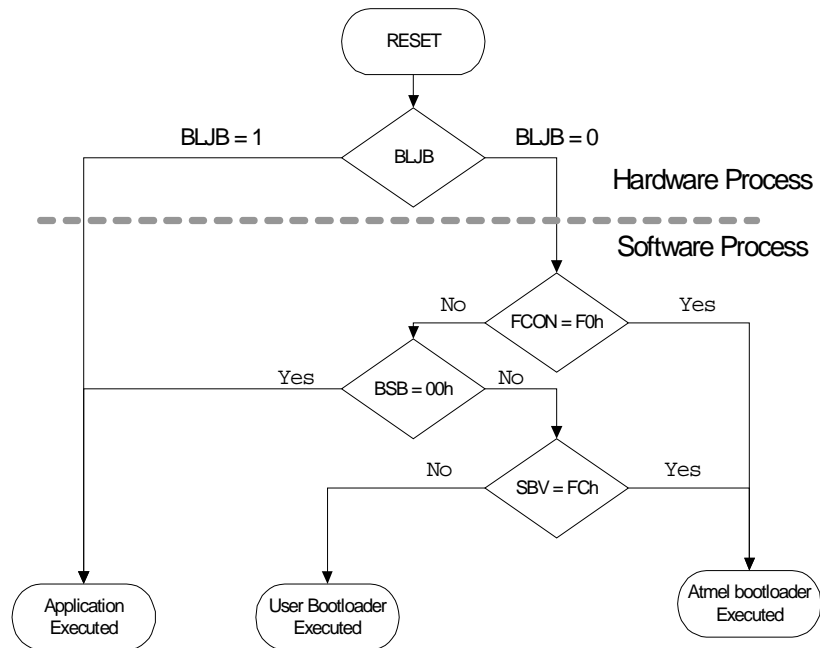 RESET
BLJB = 1
BLJB = 0
BLJB
Hardware Process
Software Process
No
Yes
FCON = F0h
Yes
BSB = 00h
No
No
SBV = FCh
Yes
Application
Executed
User Bootloader
Executed
Atmel bootloader
Executed